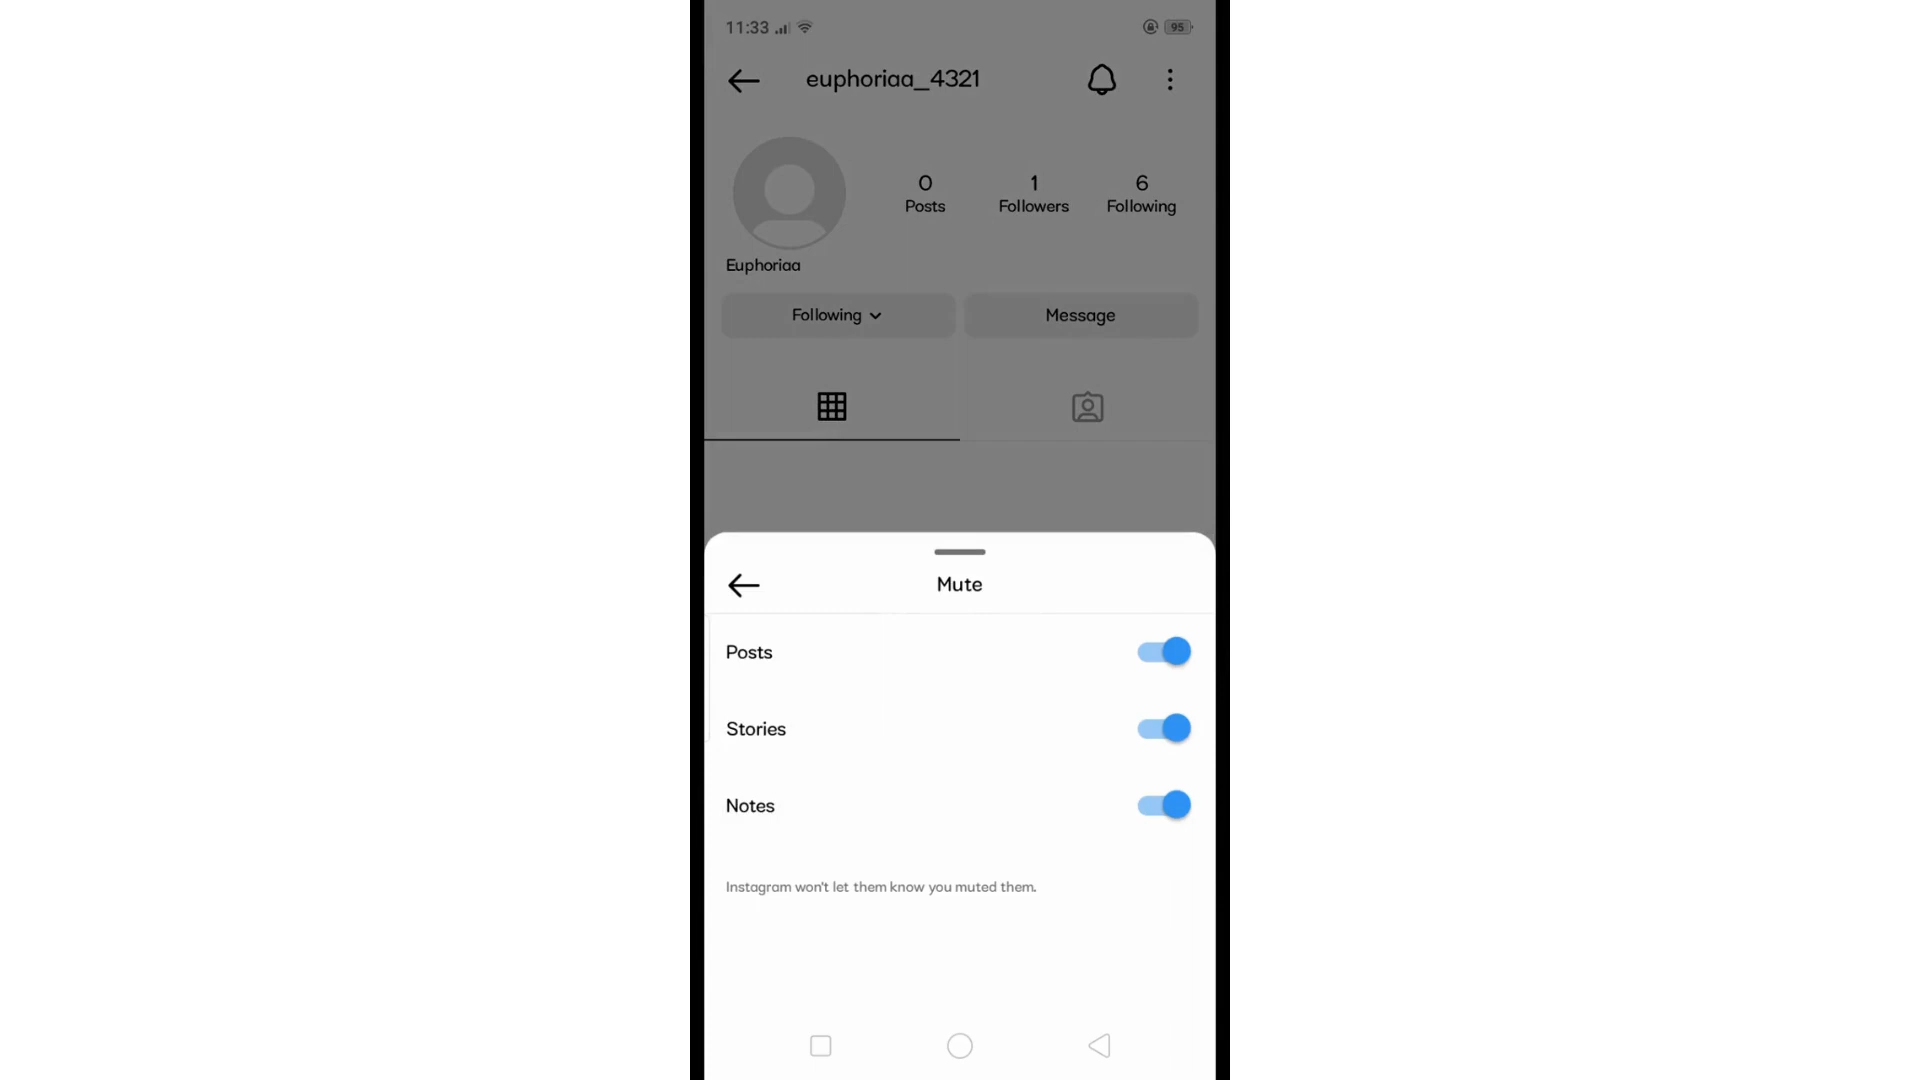 11:33
95
euphoriaa_4321
0 1 6
Posts Followers Following
Euphoriaa
Following Message
Mute
Posts
Stories
Notes
Instagram won't let them know you muted them.